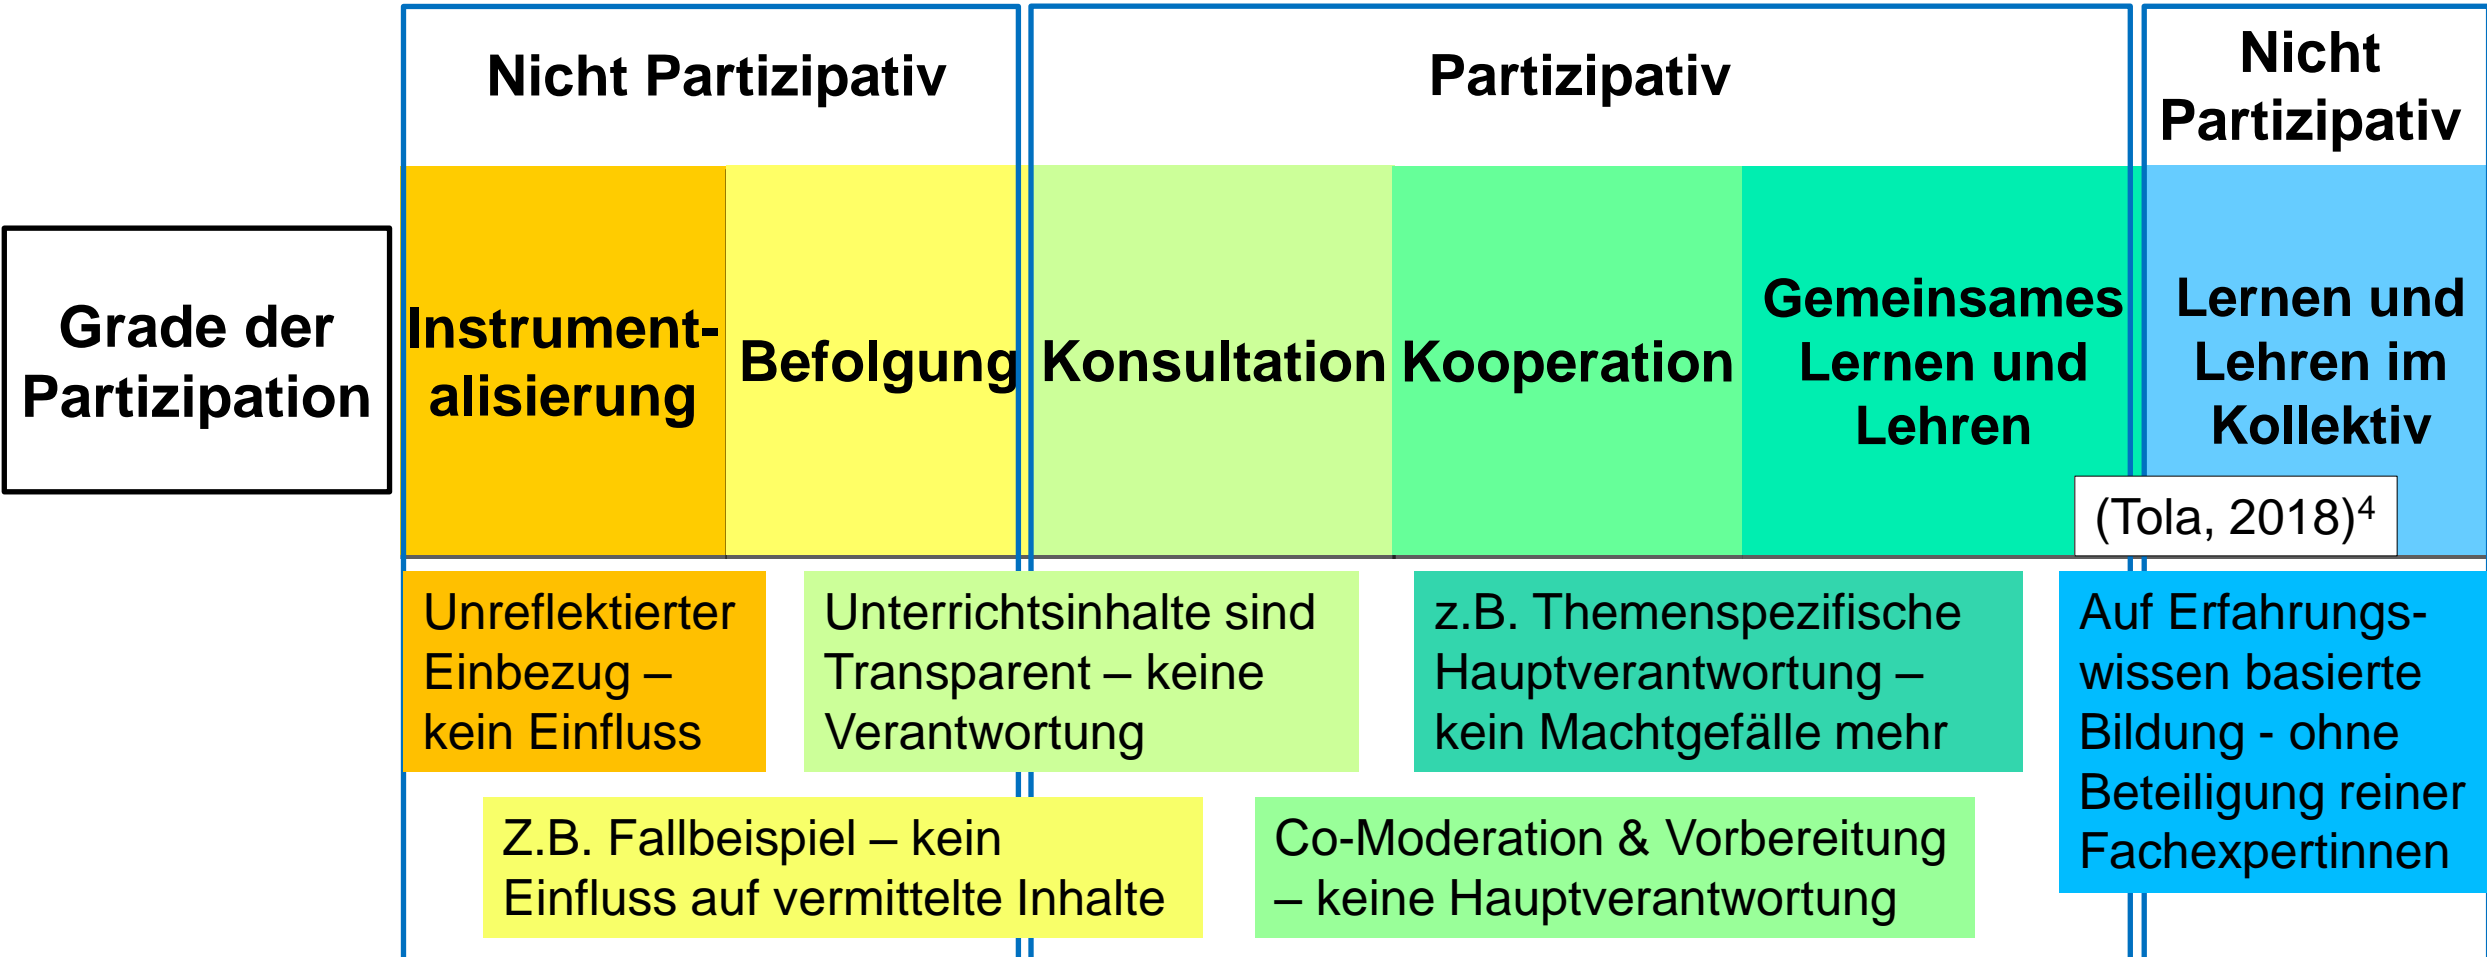 Nicht Partizipativ
Partizipativ
Nicht
Partizipativ
Grade der
Partizipation
Instrument-
alisierung
Befolgung
Konsultation
Kooperation
Gemeinsames
Lernen und
Lehren
Lernen und
Lehren im
Kollektiv
(Tola, 2018)⁴
Unreflektierter
Einbezug –
kein Einfluss
Unterrichtsinhalte sind
Transparent – keine
Verantwortung
z.B. Themenspezifische
Hauptverantwortung –
kein Machtgefälle mehr
Auf Erfahrungs-
wissen basierte
Bildung - ohne
Beteiligung reiner
Fachexpertinnen
Z.B. Fallbeispiel – kein
Einfluss auf vermittelte Inhalte
Co-Moderation & Vorbereitung
– keine Hauptverantwortung